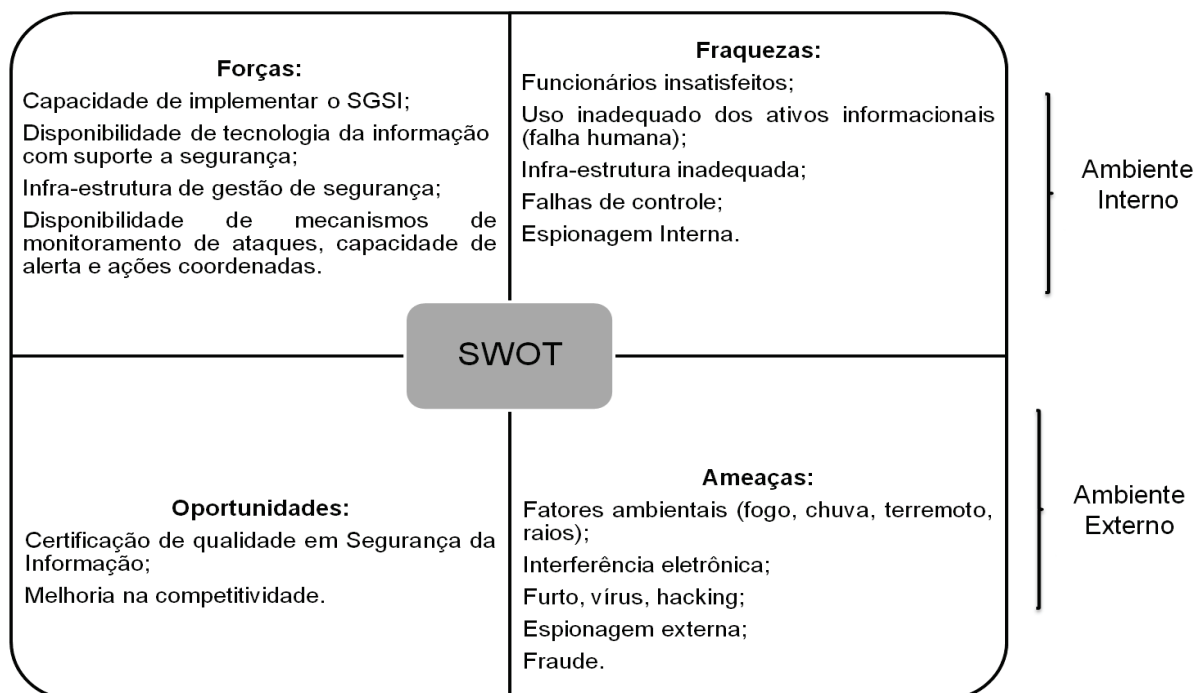 Forças:
Capacidade de implementar o SGSI;
Disponibilidade de tecnologia da informação
com suporte a segurança;
Infra-estrutura de gestão de segurança;
Disponibilidade de mecanismos de
monitoramento de ataques, capacidade de
alerta e ações coordenadas.
Fraquezas:
Funcionários insatisfeitos;
Uso inadequado dos ativos informacionais
(falha humana);
Infra-estrutura inadequada;
Falhas de controle;
Espionagem Interna.
Ambiente
Interno
SWOT
Oportunidades:
Certificação de qualidade em Segurança da
Informação;
Melhoria na competitividade.
Ameaças:
Fatores ambientais (fogo, chuva, terremoto,
raios);
Interferência eletrônica;
Furto, vírus, hacking;
Espionagem externa;
Fraude.
Ambiente
Externo